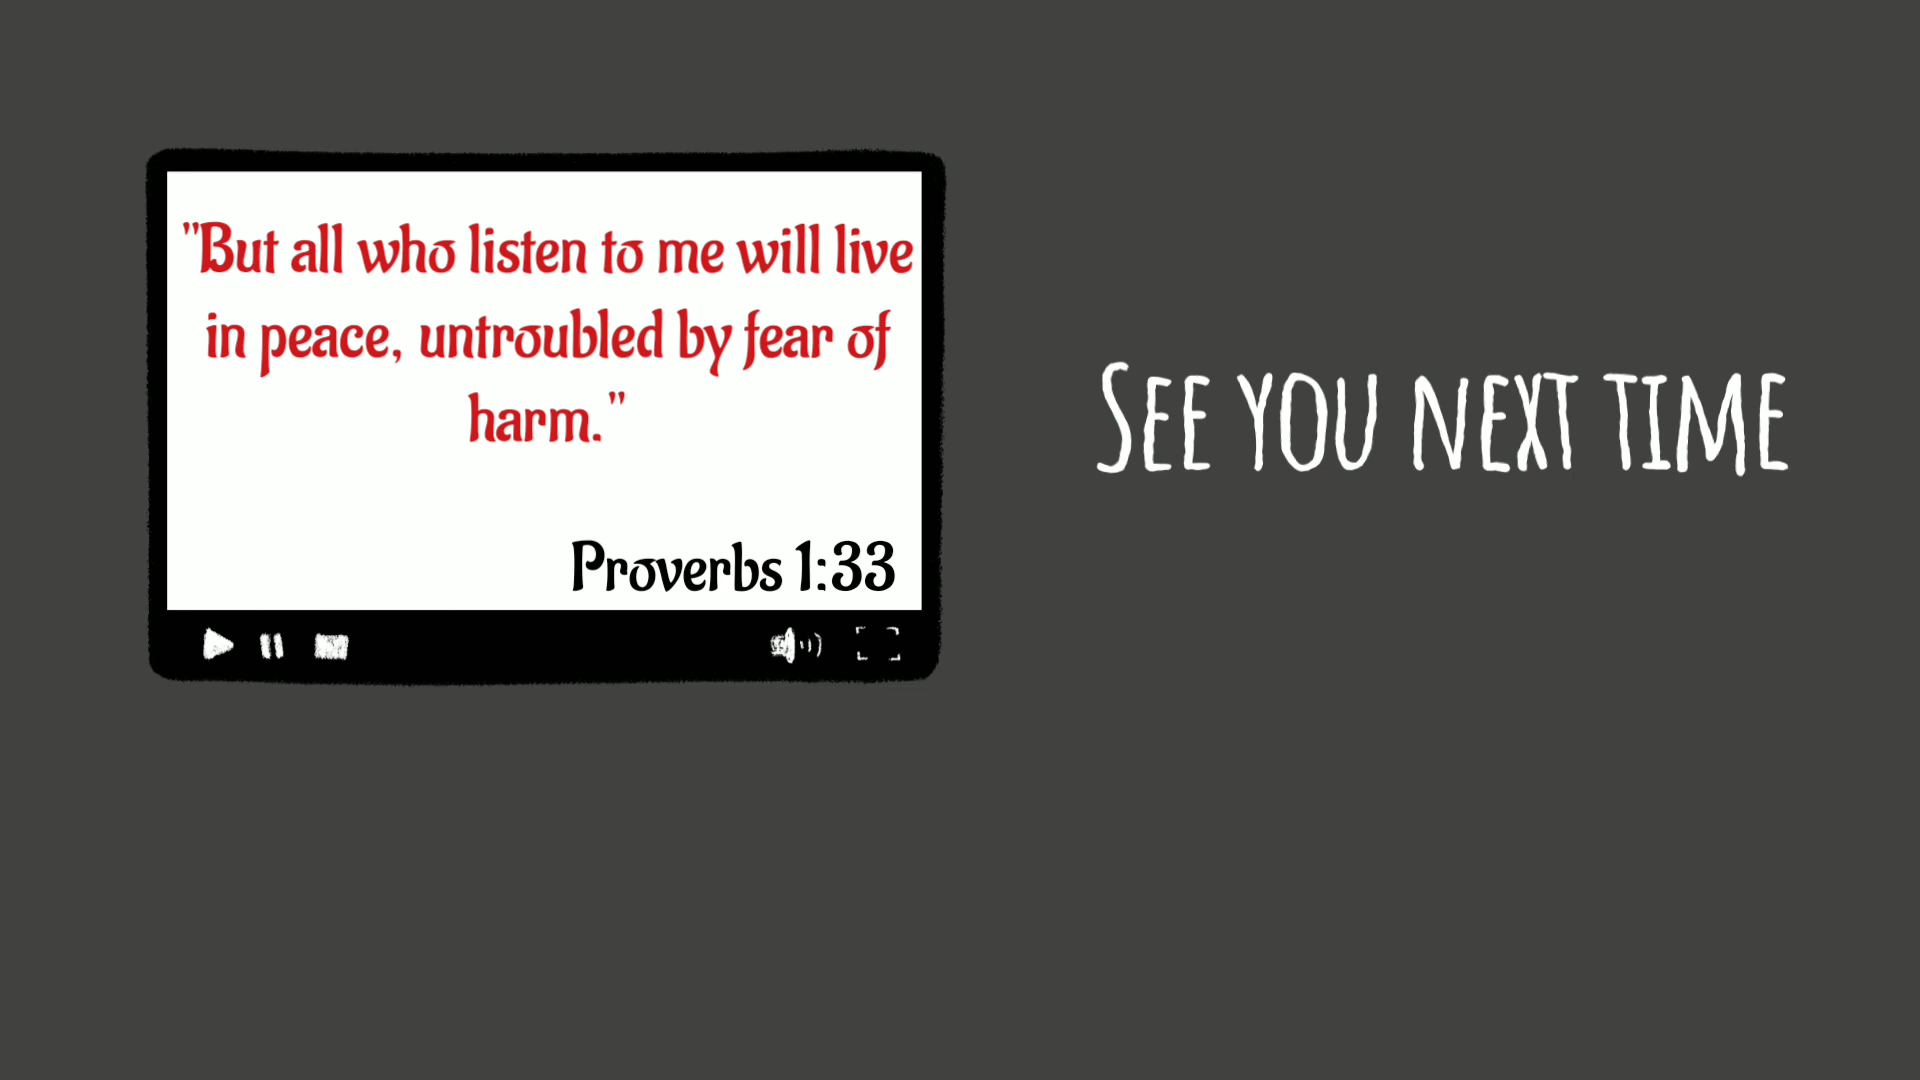 "But all who listen to me will live
in peace, untroubled by fear of
harm."
Proverbs 1:33
See you next time